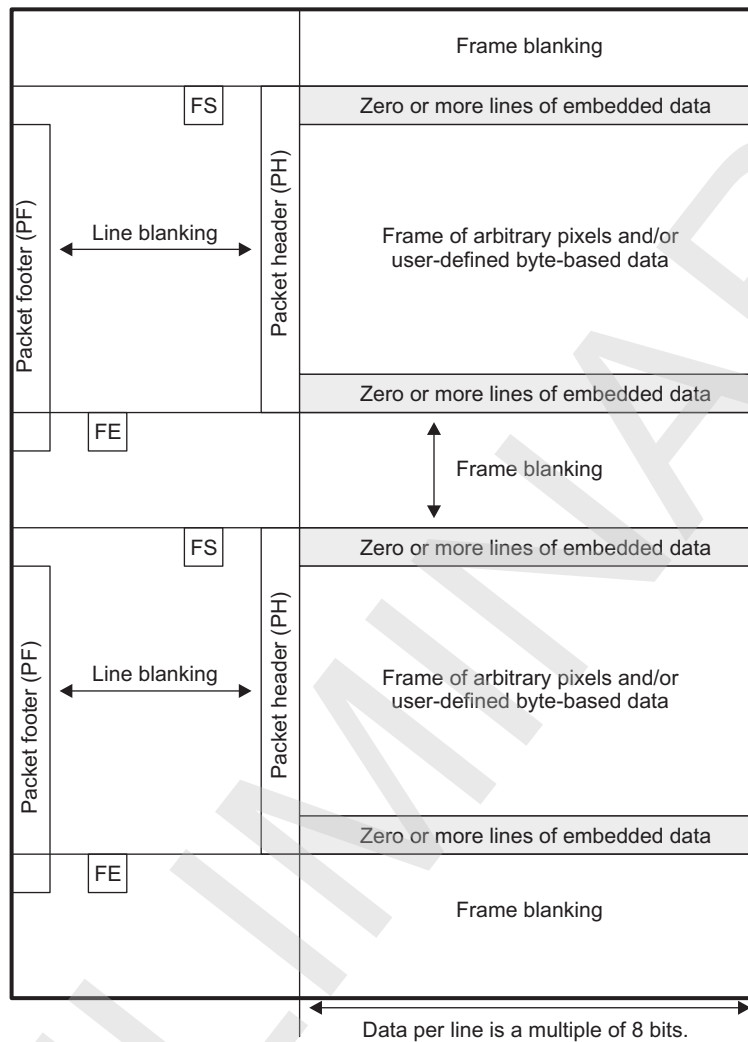 Frame blanking
FS
Zero or more lines of embedded data
Packet footer (PF)
Line blanking
Packet header (PH)
Frame of arbitrary pixels and/or
user-defined byte-based data
Zero or more lines of embedded data
FE
Frame blanking
FS
Zero or more lines of embedded data
Packet footer (PF)
Line blanking
Packet header (PH)
Frame of arbitrary pixels and/or
user-defined byte-based data
Zero or more lines of embedded data
FE
Frame blanking
Data per line is a multiple of 8 bits.